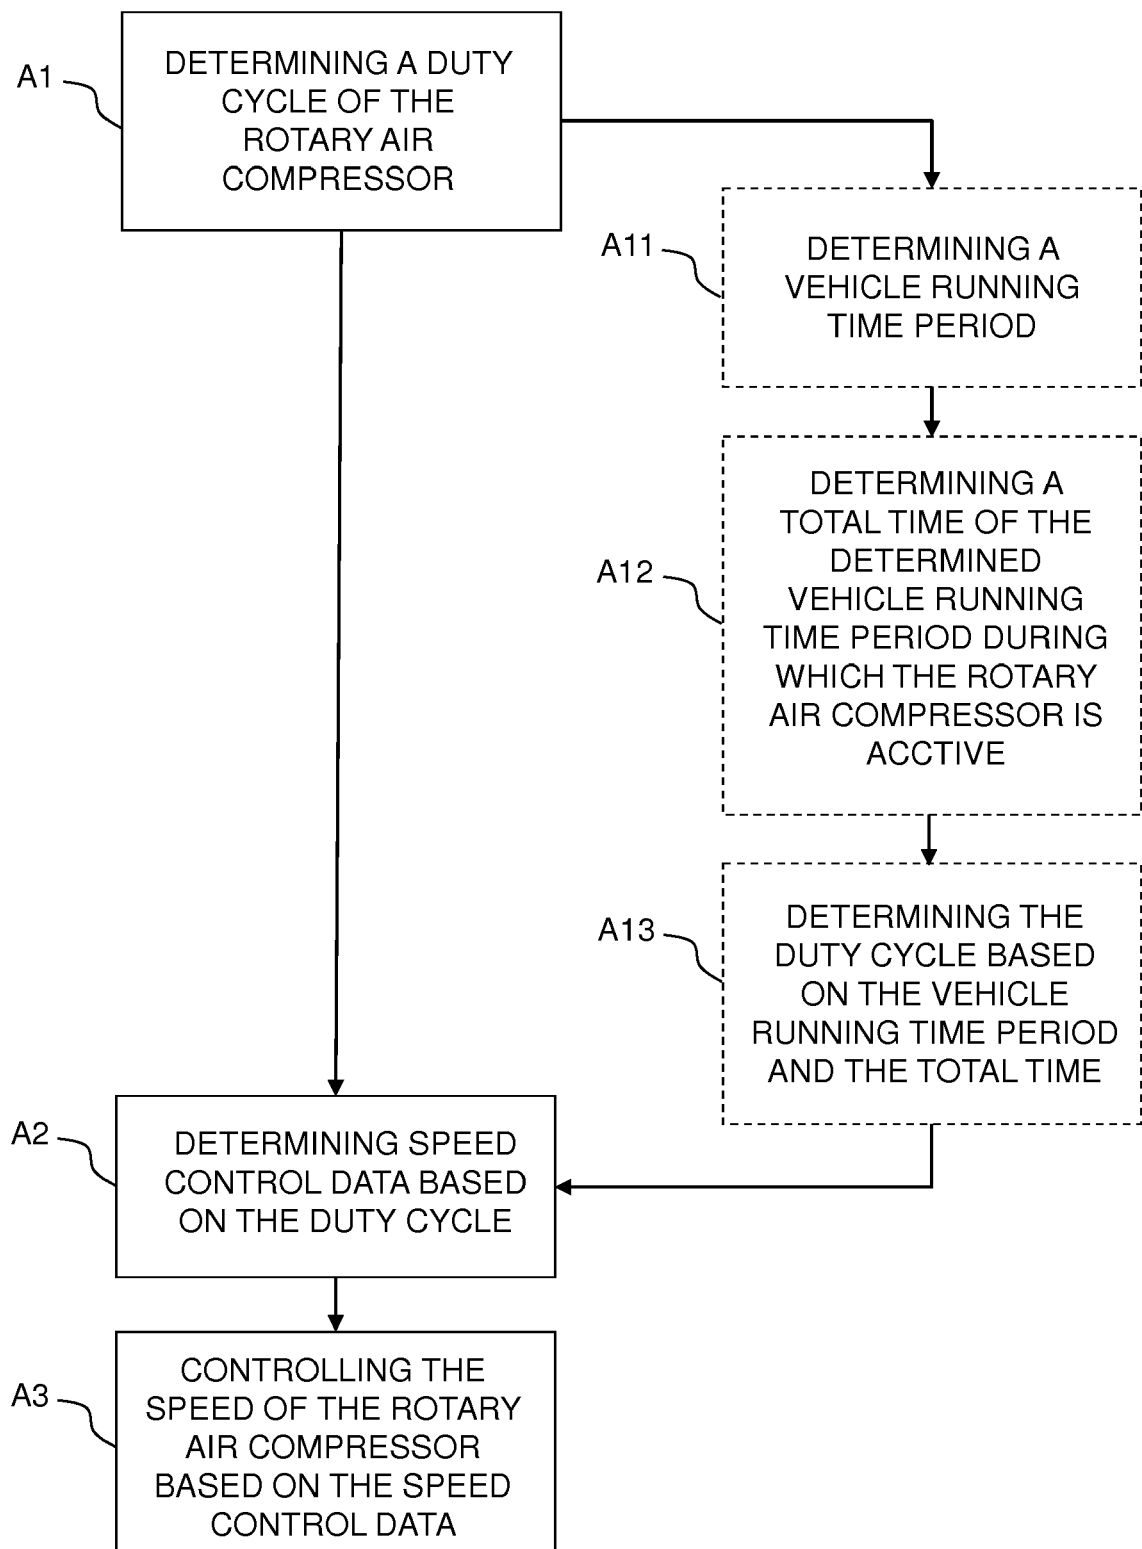 A1
DETERMINING A DUTY
CYCLE OF THE
ROTARY AIR
COMPRESSOR
A11
DETERMINING A
VEHICLE RUNNING
TIME PERIOD
A12
DETERMINING A
TOTAL TIME OF THE
DETERMINED
VEHICLE RUNNING
TIME PERIOD DURING
WHICH THE ROTARY
AIR COMPRESSOR IS
ACCTIVE
A13
DETERMINING THE
DUTY CYCLE BASED
ON THE VEHICLE
RUNNING TIME PERIOD
AND THE TOTAL TIME
A2
DETERMINING SPEED
CONTROL DATA BASED
ON THE DUTY CYCLE
A3
CONTROLLING THE
SPEED OF THE ROTARY
AIR COMPRESSOR
BASED ON THE SPEED
CONTROL DATA